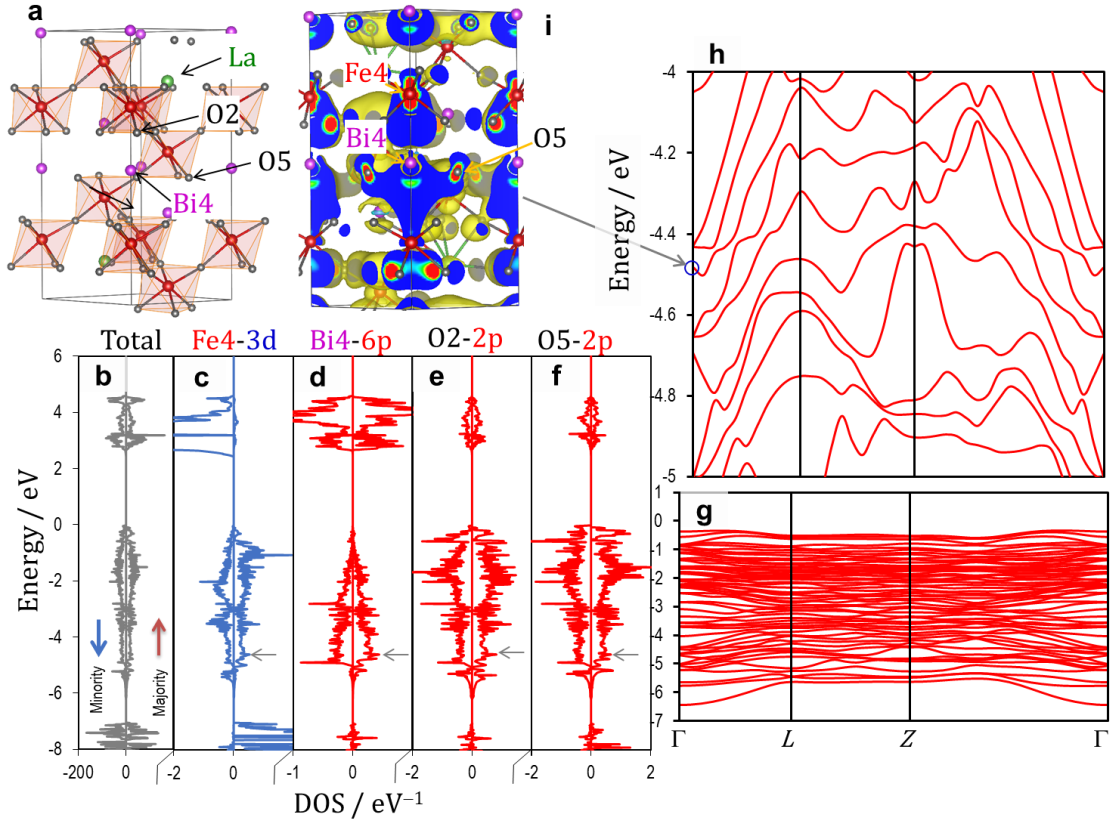 a
La
O2
O5
Bi4
i
Fe4
Bi4
O5
h
Energy / eV
-4
-4.2
-4.4
-4.6
-4.8
-5
Total
Fe4-3d
Bi4-6p
O2-2p
O5-2p
b
c
d
e
f
Energy / eV
6
4
2
0
-2
-4
-6
-8
Minority
Majority
-200
0
-2
0
-1
0
-2
0
-2
0
2
DOS / eV⁻¹
g
1
0
-1
-2
-3
-4
-5
-6
-7
Γ
L
Z
Γ